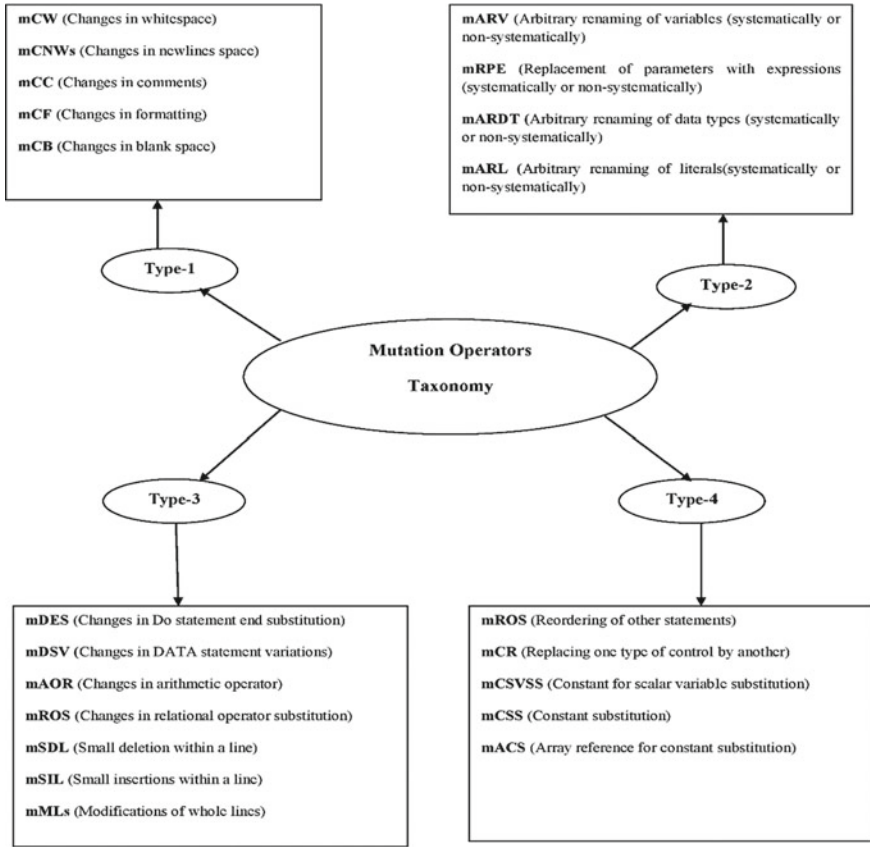 mCW (Changes in whitespace)
mCNWs (Changes in newlines space)
mCC (Changes in comments)
mCF (Changes in formatting)
mCB (Changes in blank space)
mARV (Arbitrary renaming of variables (systematically or
non-systematically)
mRPE (Replacement of parameters with expressions
(systematically or non-systematically)
mARDT (Arbitrary renaming of data types (systematically
or non-systematically)
mARL (Arbitrary renaming of literals(systematically or
non-systematically)
Type-1
Type-2
Mutation Operators
Taxonomy
Type-3
Type-4
mDES (Changes in Do statement end substitution)
mDSV (Changes in DATA statement variations)
mAOR (Changes in arithmetic operator)
mROS (Changes in relational operator substitution)
mSDL (Small deletion within a line)
mSIL (Small insertions within a line)
mMLs (Modifications of whole lines)
mROS (Reordering of other statements)
mCR (Replacing one type of control by another)
mCSVSS (Constant for scalar variable substitution)
mCSS (Constant substitution)
mACS (Array reference for constant substitution)